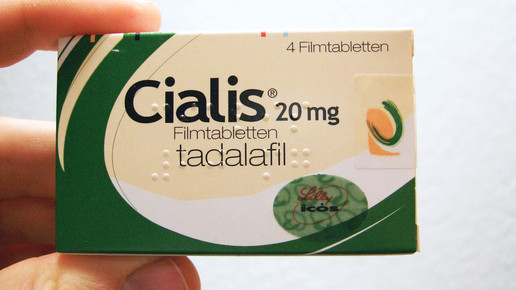 4 Filmtabletten
Cialis® 20 mg
Filmtabletten
tadalafil
Lilly
icos